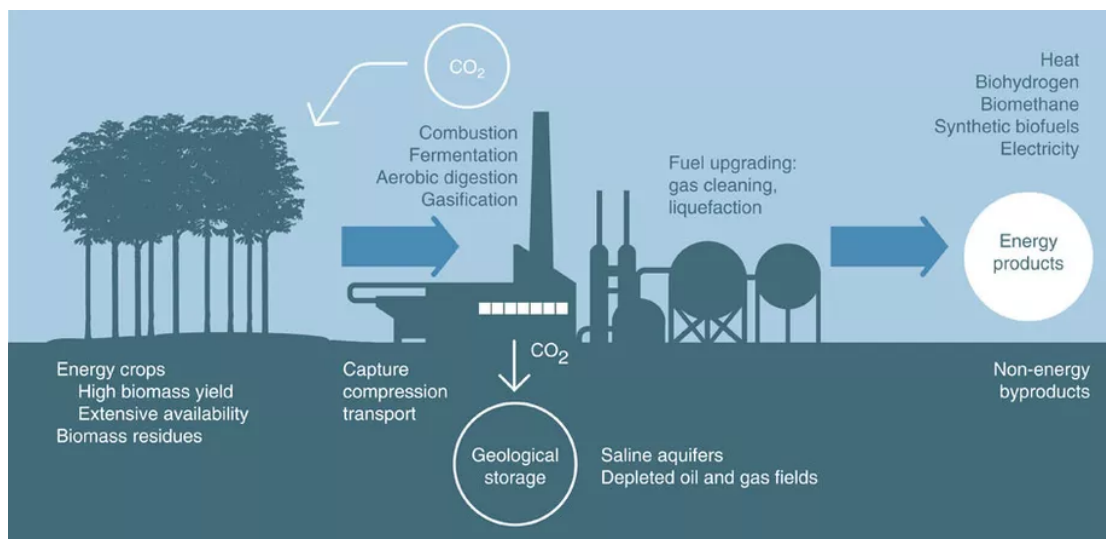 CO₂
Combustion
Fermentation
Aerobic digestion
Gasification
Fuel upgrading:
gas cleaning,
liquefaction
Heat
Biohydrogen
Biomethane
Synthetic biofuels
Electricity
Energy
products
Energy crops
High biomass yield
Extensive availability
Biomass residues
Capture
compression
transport
CO₂
Geological
storage
Saline aquifers
Depleted oil and gas fields
Non-energy
byproducts